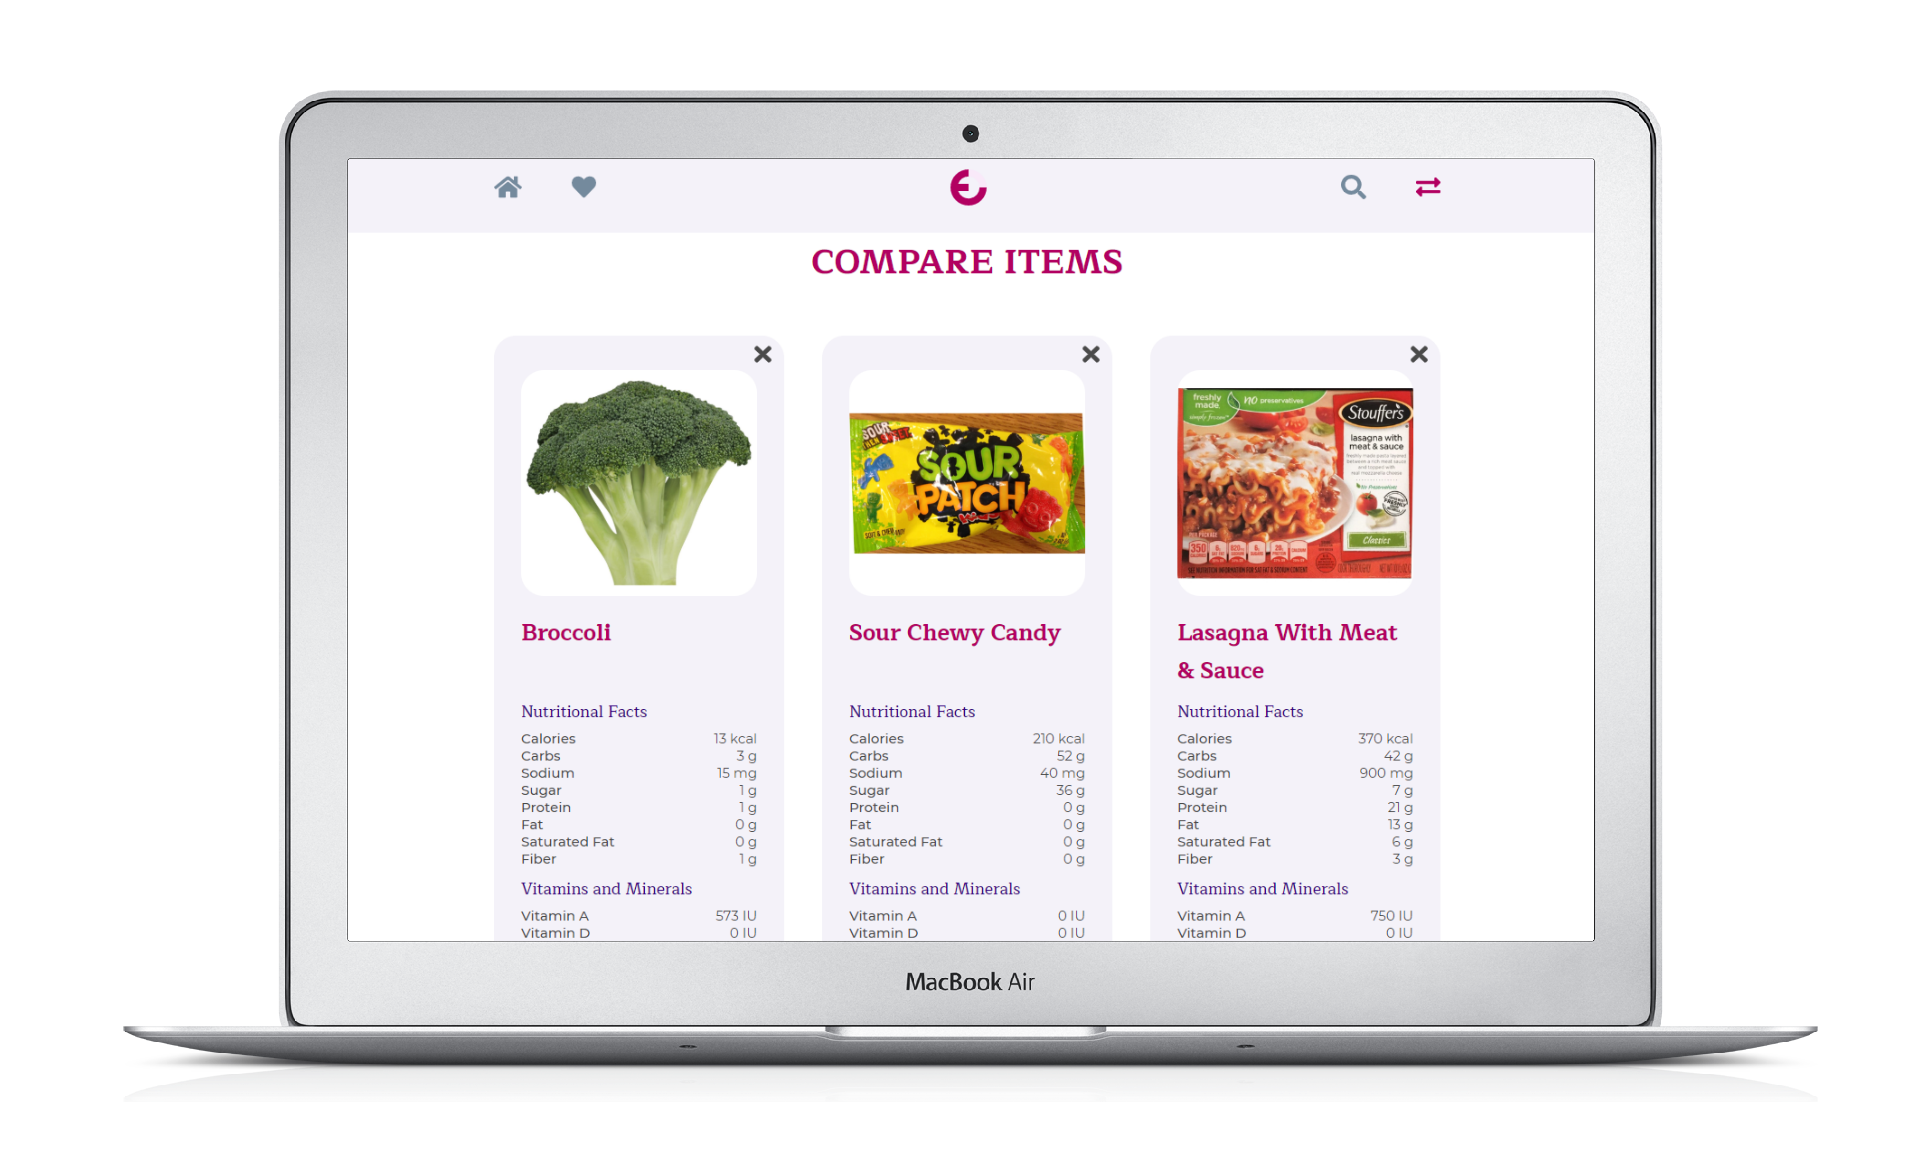 COMPARE ITEMS
Broccoli
Nutritional Facts
Calories 13 kcal
Carbs 3 g
Sodium 15 mg
Sugar 1 g
Protein 1 g
Fat 0 g
Saturated Fat 0 g
Fiber 1 g
Vitamins and Minerals
Vitamin A 573 IU
Vitamin D 0 IU
SOUR
SOUR
PATCH
Sour Chewy Candy
Nutritional Facts
Calories 210 kcal
Carbs 52 g
Sodium 40 mg
Sugar 36 g
Protein 0 g
Fat 0 g
Saturated Fat 0 g
Fiber 0 g
Vitamins and Minerals
Vitamin A 0 IU
Vitamin D 0 IU
freshly
made
simply frozen
no preservatives
Stouffer's
lasagna with
meat & sauce
Classics
350
Lasagna With Meat
& Sauce
Nutritional Facts
Calories 370 kcal
Carbs 42 g
Sodium 900 mg
Sugar 7 g
Protein 21 g
Fat 13 g
Saturated Fat 6 g
Fiber 3 g
Vitamins and Minerals
Vitamin A 750 IU
Vitamin D 0 IU
MacBook Air